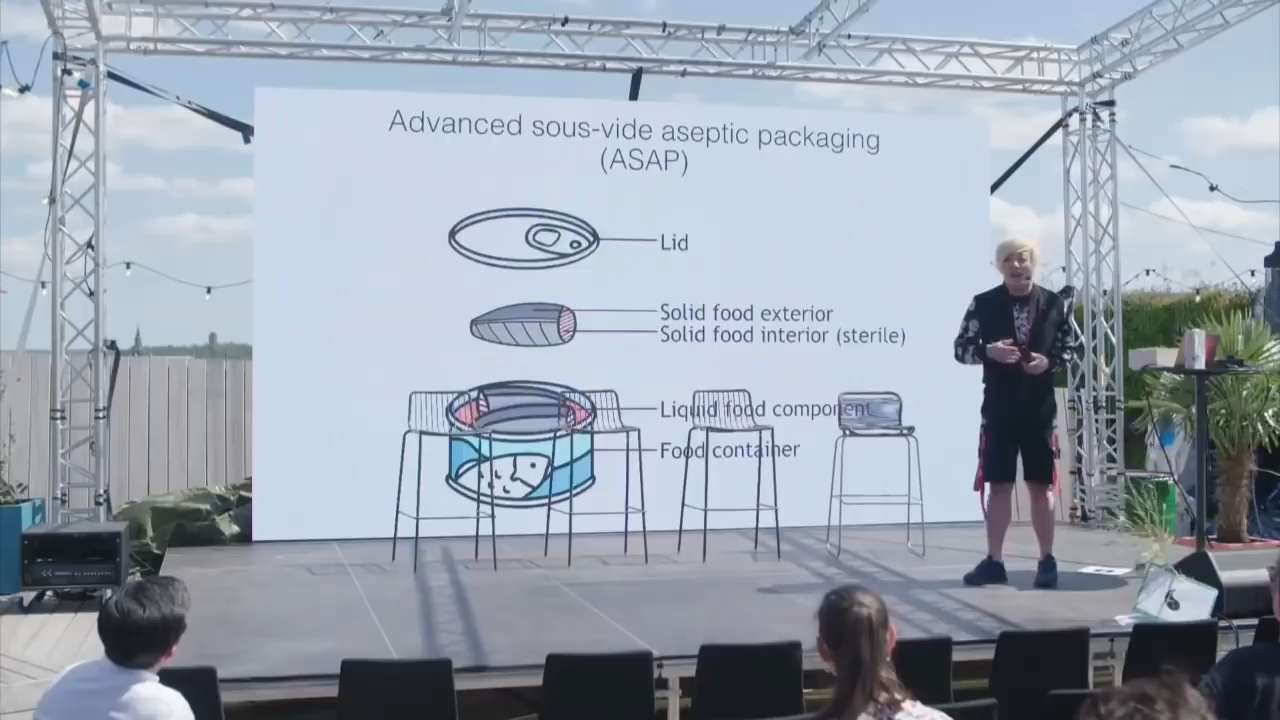 Advanced sous-vide aseptic packaging
(ASAP)
Lid
Solid food exterior
Solid food interior (sterile)
Liquid food component
Food container